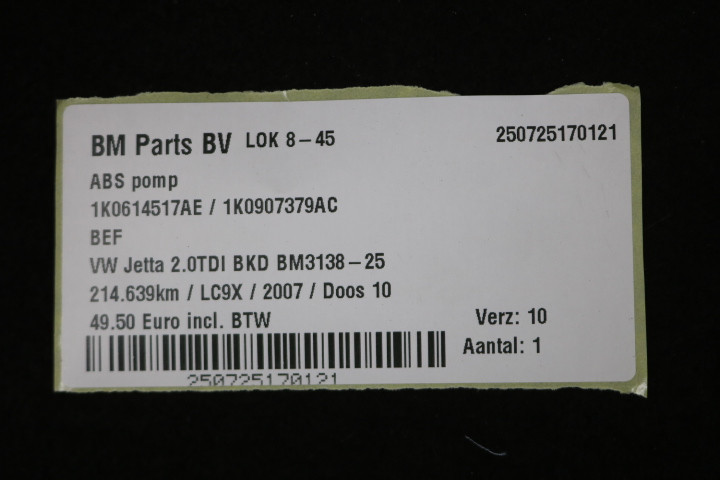 BM Parts BV LOK 8-45 250725170121
ABS pomp
1K0614517AE / 1K0907379AC
BEF
VW Jetta 2.0TDI BKD BM3138-25
214.639km / LC9X / 2007 / Doos 10
49.50 Euro incl. BTW Verz: 10
Aantal: 1
250725170121